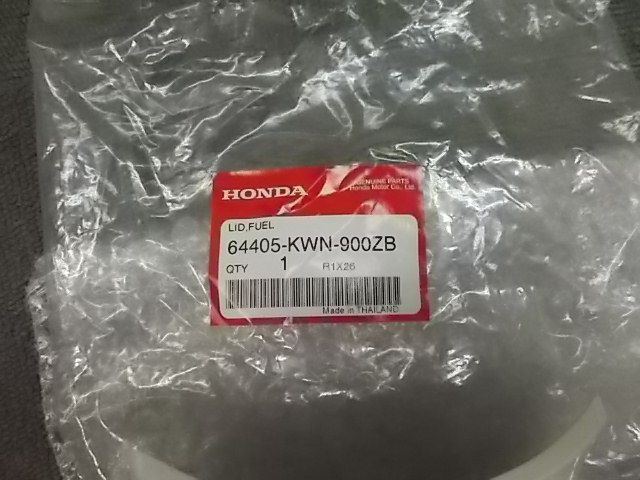 HONDA
GENUINE PARTS
Honda Motor Co., Ltd.
LID.FUEL
64405-KWN-900ZB
QTY 1 R1X26
Made in THAILAND